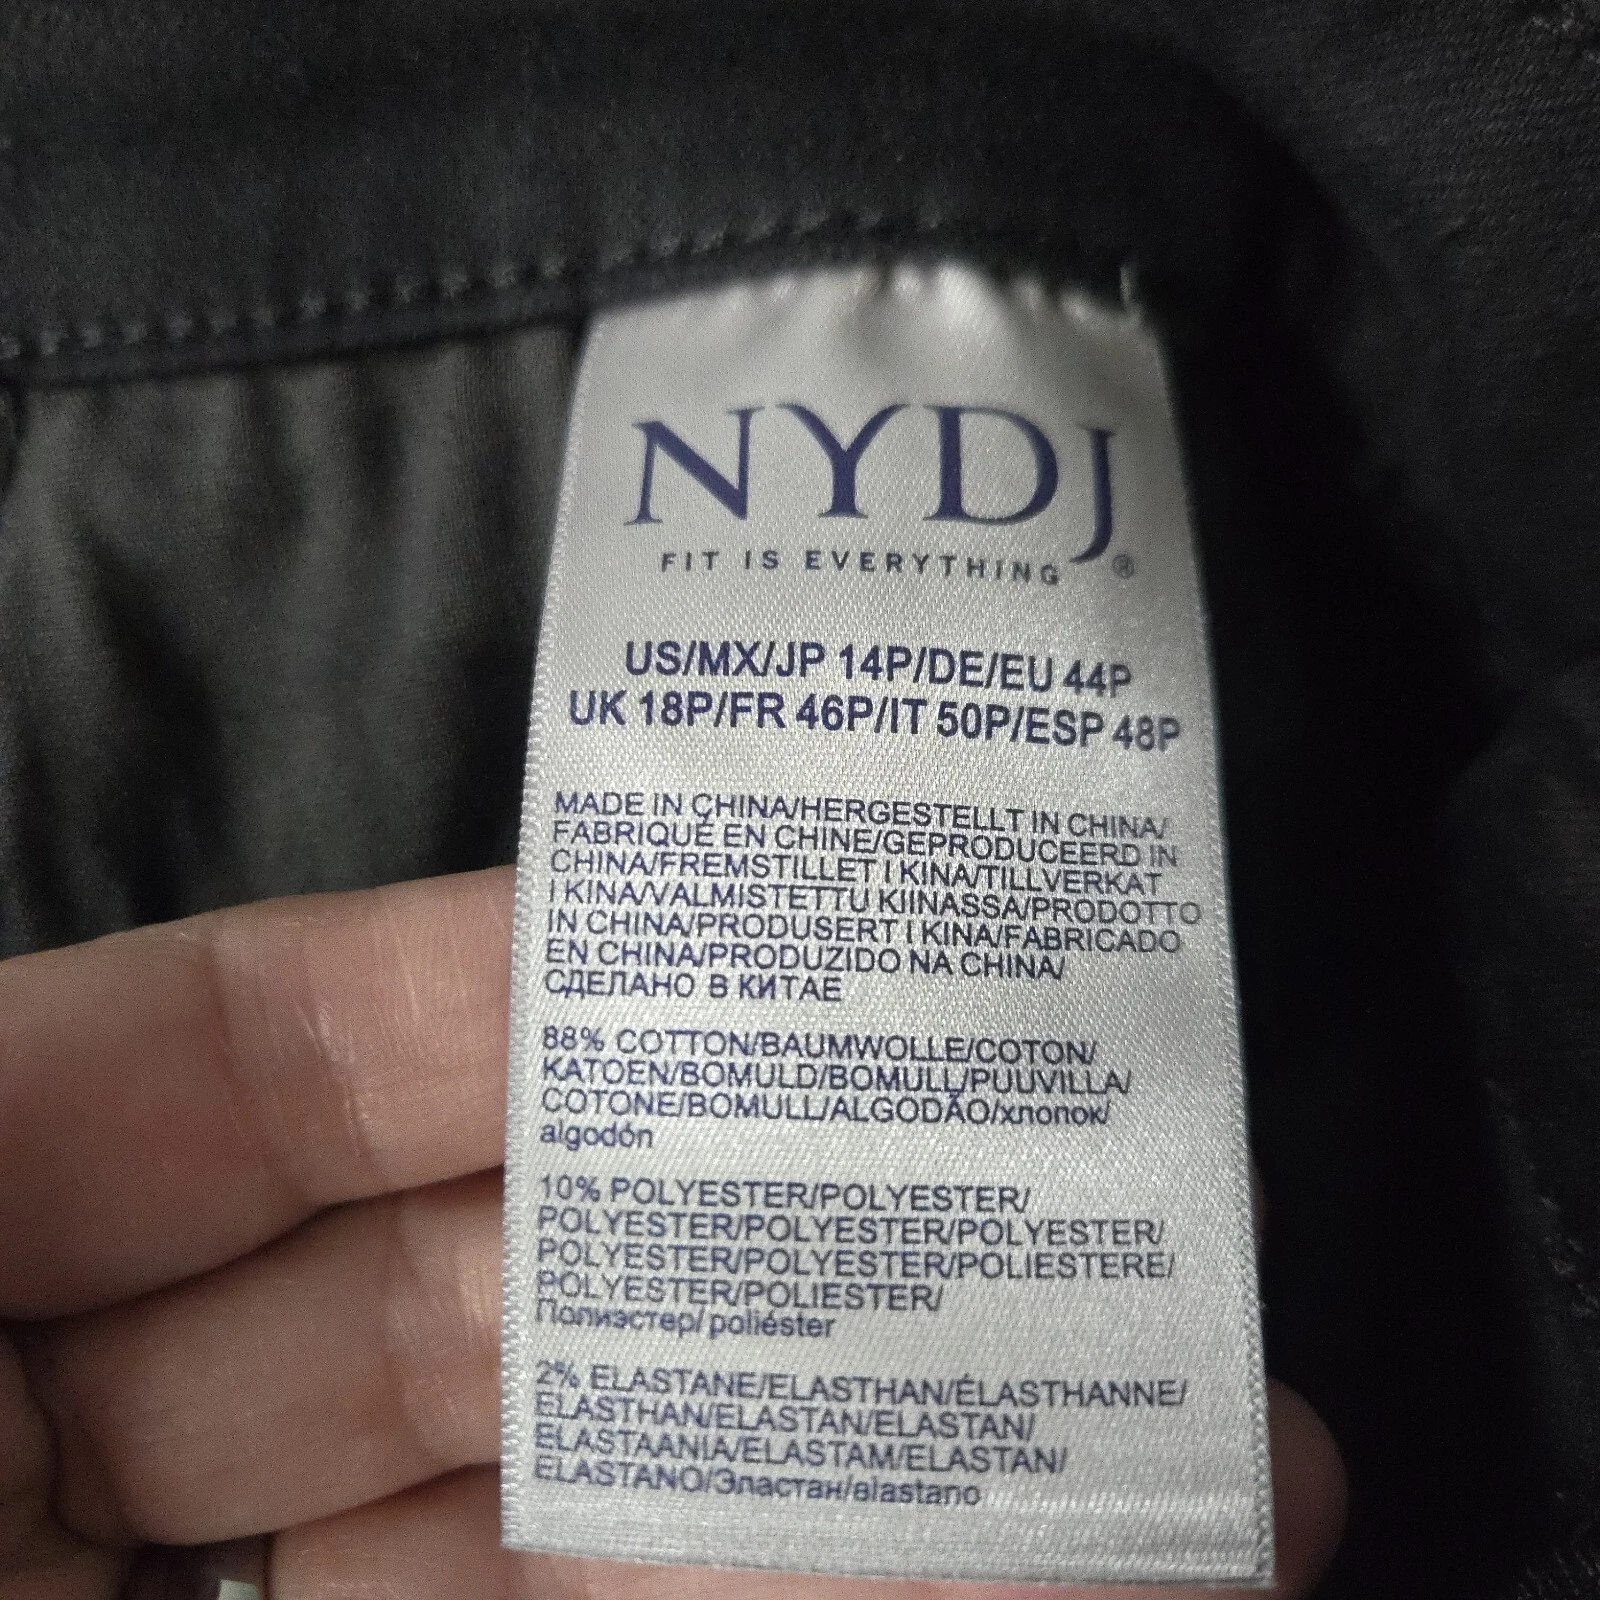 NYDJ®
FIT IS EVERYTHING
US/MX/JP 14P/DE/EU 44P
UK 18P/FR 46P/IT 50P/ESP 48P
MADE IN CHINA/HERGESTELLT IN CHINA/
FABRIQUÉ EN CHINE/GEPRODUCEERD IN
CHINA/FREMSTILLET I KINA/TILLVERKAT
I KINA/VALMISTETTU KIINASSA/PRODOTTO
IN CHINA/PRODUSERT I KINA/FABRICADO
EN CHINA/PRODUZIDO NA CHINA/
СДЕЛАНО В КИТАЕ
88% COTTON/BAUMWOLLE/COTON/
KATOEN/BOMULD/BOMULL/PUUVILLA/
COTONE/BOMULL/ALGODÃO/хлопок/
algodón
10% POLYESTER/POLYESTER/
POLYESTER/POLYESTER/POLYESTER/
POLYESTER/POLYESTER/POLIESTERE/
POLYESTER/POLIESTER/
Полиэстер/poliéster
2% ELASTANE/ELASTHAN/ÉLASTHANNE/
ELASTHAN/ELASTAN/ELASTAN/
ELASTAANIA/ELASTAM/ELASTAN/
ELASTANO/Эластан/elastano